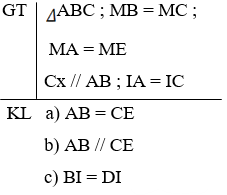 GT ΔABC ; MB = MC ;
MA = ME
Cx // AB ; IA = IC
KL a) AB = CE
b) AB // CE
c) BI = DI